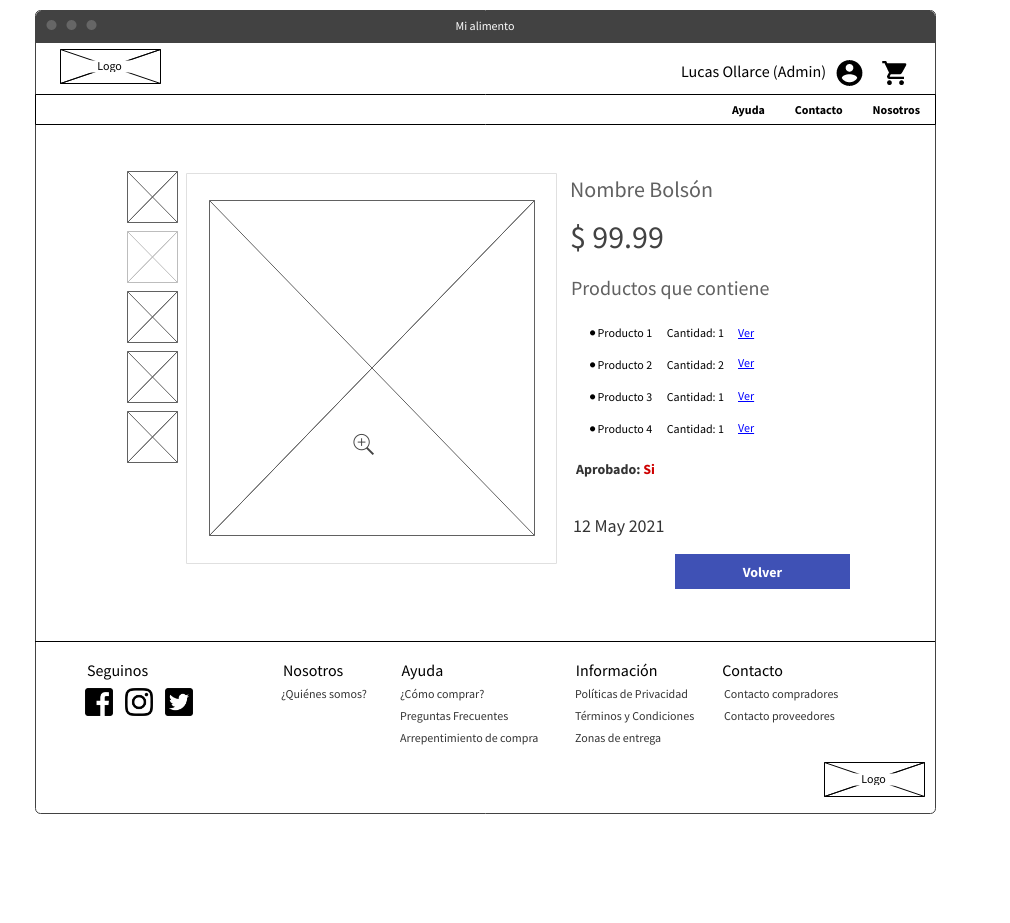 Mi alimento
Logo
Lucas Ollarce (Admin)
Ayuda Contacto Nosotros
Nombre Bolsón
$ 99.99
Productos que contiene
Producto 1 Cantidad: 1 Ver
Producto 2 Cantidad: 2 Ver
Producto 3 Cantidad: 1 Ver
Producto 4 Cantidad: 1 Ver
Aprobado: Si
12 May 2021
Volver
Seguinos
Nosotros
¿Quiénes somos?
Ayuda
¿Cómo comprar?
Preguntas Frecuentes
Arrepentimiento de compra
Información
Políticas de Privacidad
Términos y Condiciones
Zonas de entrega
Contacto
Contacto compradores
Contacto proveedores
Logo